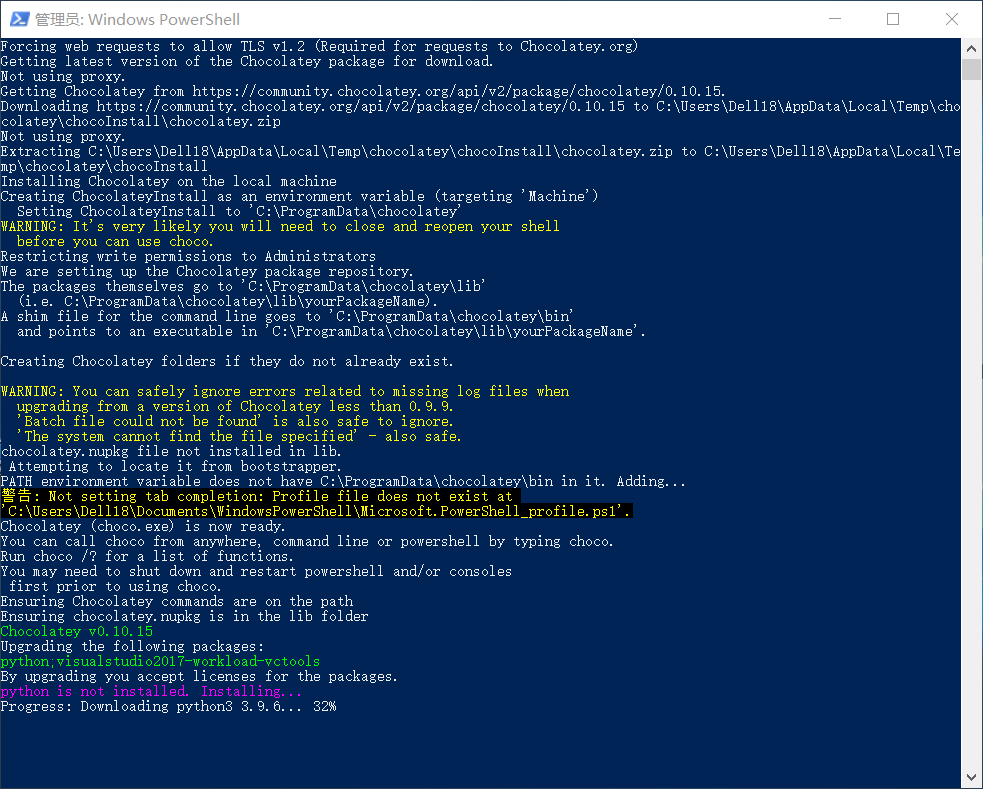 管理员: Windows PowerShell
Forcing web requests to allow TLS v1.2 (Required for requests to Chocolatey.org)
Getting latest version of the Chocolatey package for download.
Not using proxy.
Getting Chocolatey from https://community.chocolatey.org/api/v2/package/chocolatey/0.10.15.
Downloading https://community.chocolatey.org/api/v2/package/chocolatey/0.10.15 to C:\Users\Dell18\AppData\Local\Temp\cho
colatey\chocoInstall\chocolatey.zip
Not using proxy.
Extracting C:\Users\Dell18\AppData\Local\Temp\chocolatey\chocoInstall\chocolatey.zip to C:\Users\Dell18\AppData\Local\Te
mp\chocolatey\chocoInstall
Installing Chocolatey on the local machine
Creating ChocolateyInstall as an environment variable (targeting 'Machine')
  Setting ChocolateyInstall to 'C:\ProgramData\chocolatey'
WARNING: It's very likely you will need to close and reopen your shell
  before you can use choco.
Restricting write permissions to Administrators
We are setting up the Chocolatey package repository.
The packages themselves go to 'C:\ProgramData\chocolatey\lib'
  (i.e. C:\ProgramData\chocolatey\lib\yourPackageName).
A shim file for the command line goes to 'C:\ProgramData\chocolatey\bin'
  and points to an executable in 'C:\ProgramData\chocolatey\lib\yourPackageName'.
Creating Chocolatey folders if they do not already exist.
WARNING: You can safely ignore errors related to missing log files when
  upgrading from a version of Chocolatey less than 0.9.9.
  'Batch file could not be found' is also safe to ignore.
  'The system cannot find the file specified' - also safe.
chocolatey.nupkg file not installed in lib.
 Attempting to locate it from bootstrapper.
PATH environment variable does not have C:\ProgramData\chocolatey\bin in it. Adding...
警告: Not setting tab completion: Profile file does not exist at
'C:\Users\Dell18\Documents\WindowsPowerShell\Microsoft.PowerShell_profile.ps1'.
Chocolatey (choco.exe) is now ready.
You can call choco from anywhere, command line or powershell by typing choco.
Run choco /? for a list of functions.
You may need to shut down and restart powershell and/or consoles
 first prior to using choco.
Ensuring Chocolatey commands are on the path
Ensuring chocolatey.nupkg is in the lib folder
Chocolatey v0.10.15
Upgrading the following packages:
python;visualstudio2017-workload-vctools
By upgrading you accept licenses for the packages.
python is not installed. Installing...
Progress: Downloading python3 3.9.6... 32%